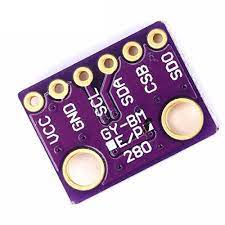 VCC
GND
SCL
SDA
CSB
SDO
GY-BM
E/P
280